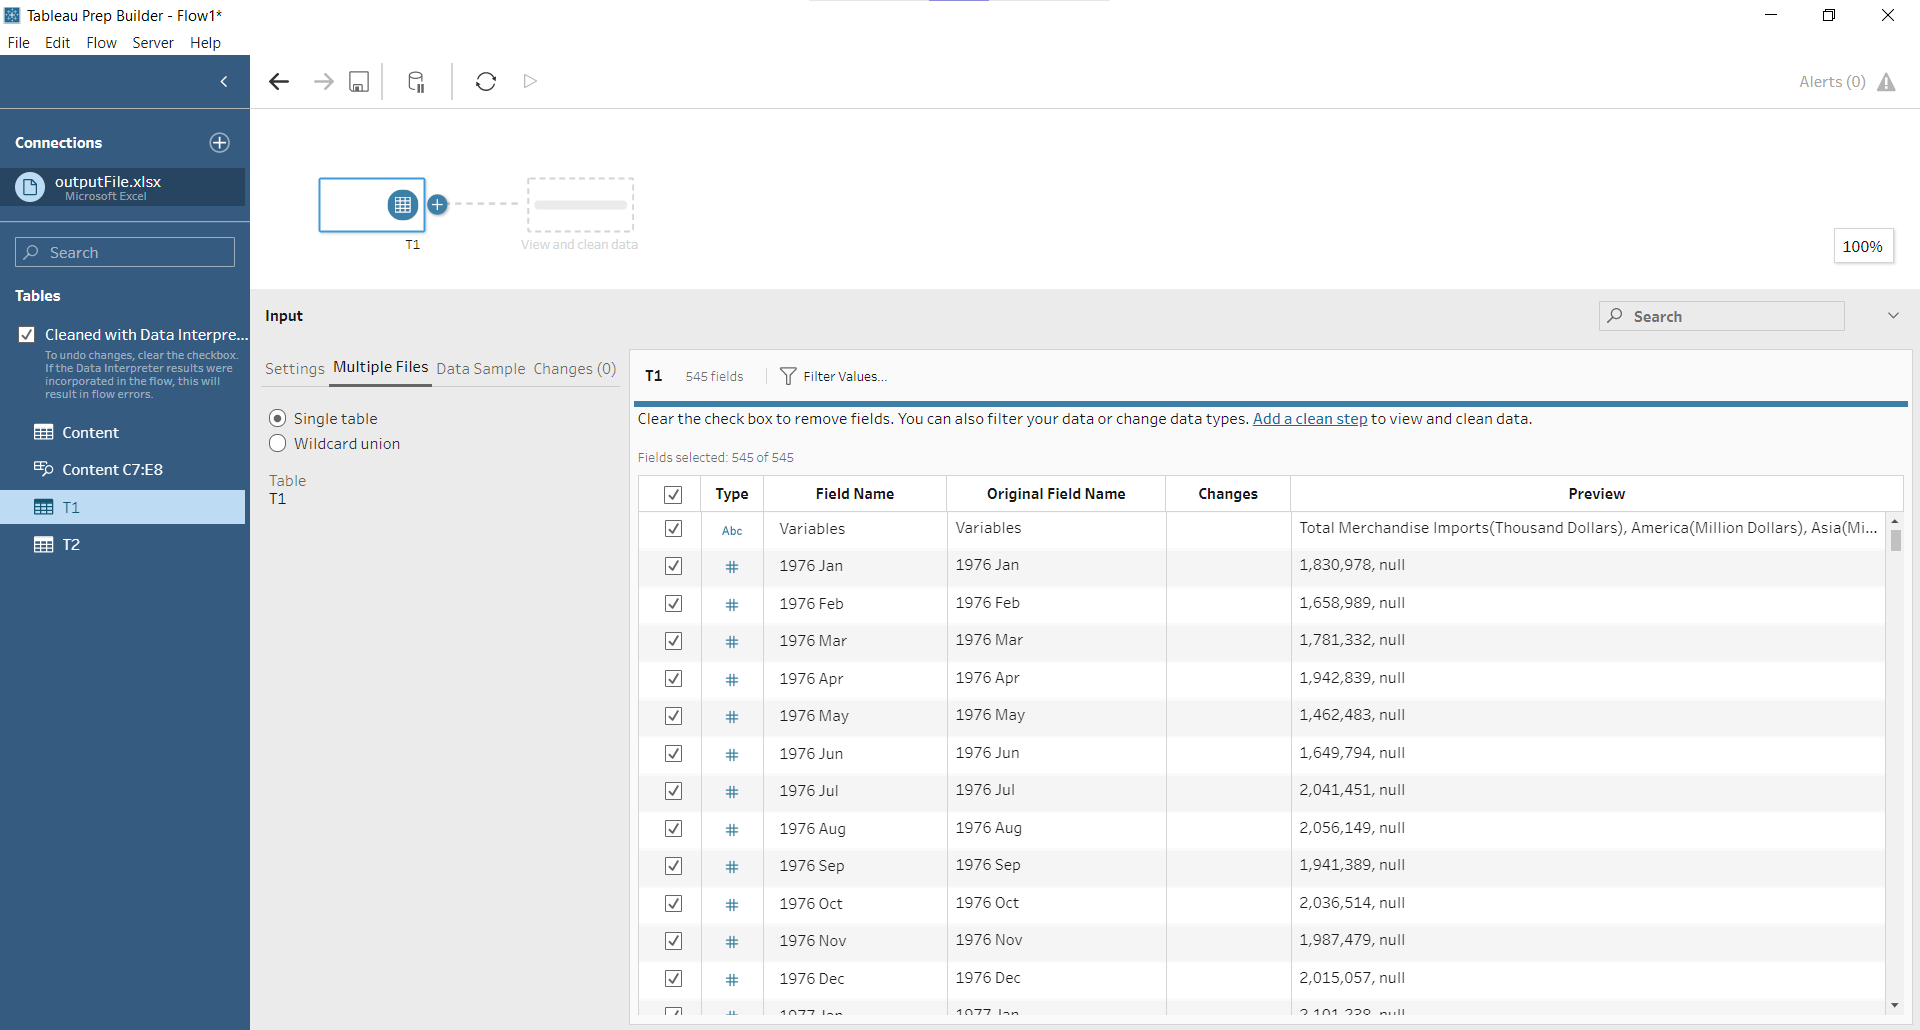 Tableau Prep Builder - Flow1*
File Edit Flow Server Help
Alerts (0)
Connections
outputFile.xlsx
Microsoft Excel
Search
Tables
Cleaned with Data Interpre...
To undo changes, clear the checkbox.
If the Data Interpreter results were
incorporated in the flow, this will
result in flow errors.
Content
Content C7:E8
T1
T2
T1
View and clean data
100%
Input
Search
Settings Multiple Files Data Sample Changes (0)
Single table
Wildcard union
Table
T1
T1 545 fields Filter Values...
Clear the check box to remove fields. You can also filter your data or change data types. Add a clean step to view and clean data.
Fields selected: 545 of 545
Type Field Name Original Field Name Changes Preview
Abc Variables Variables Total Merchandise Imports(Thousand Dollars), America(Million Dollars), Asia(Mi...
# 1976 Jan 1976 Jan 1,830,978, null
# 1976 Feb 1976 Feb 1,658,989, null
# 1976 Mar 1976 Mar 1,781,332, null
# 1976 Apr 1976 Apr 1,942,839, null
# 1976 May 1976 May 1,462,483, null
# 1976 Jun 1976 Jun 1,649,794, null
# 1976 Jul 1976 Jul 2,041,451, null
# 1976 Aug 1976 Aug 2,056,149, null
# 1976 Sep 1976 Sep 1,941,389, null
# 1976 Oct 1976 Oct 2,036,514, null
# 1976 Nov 1976 Nov 1,987,479, null
# 1976 Dec 1976 Dec 2,015,057, null
# 1977 Jan 1977 Jan